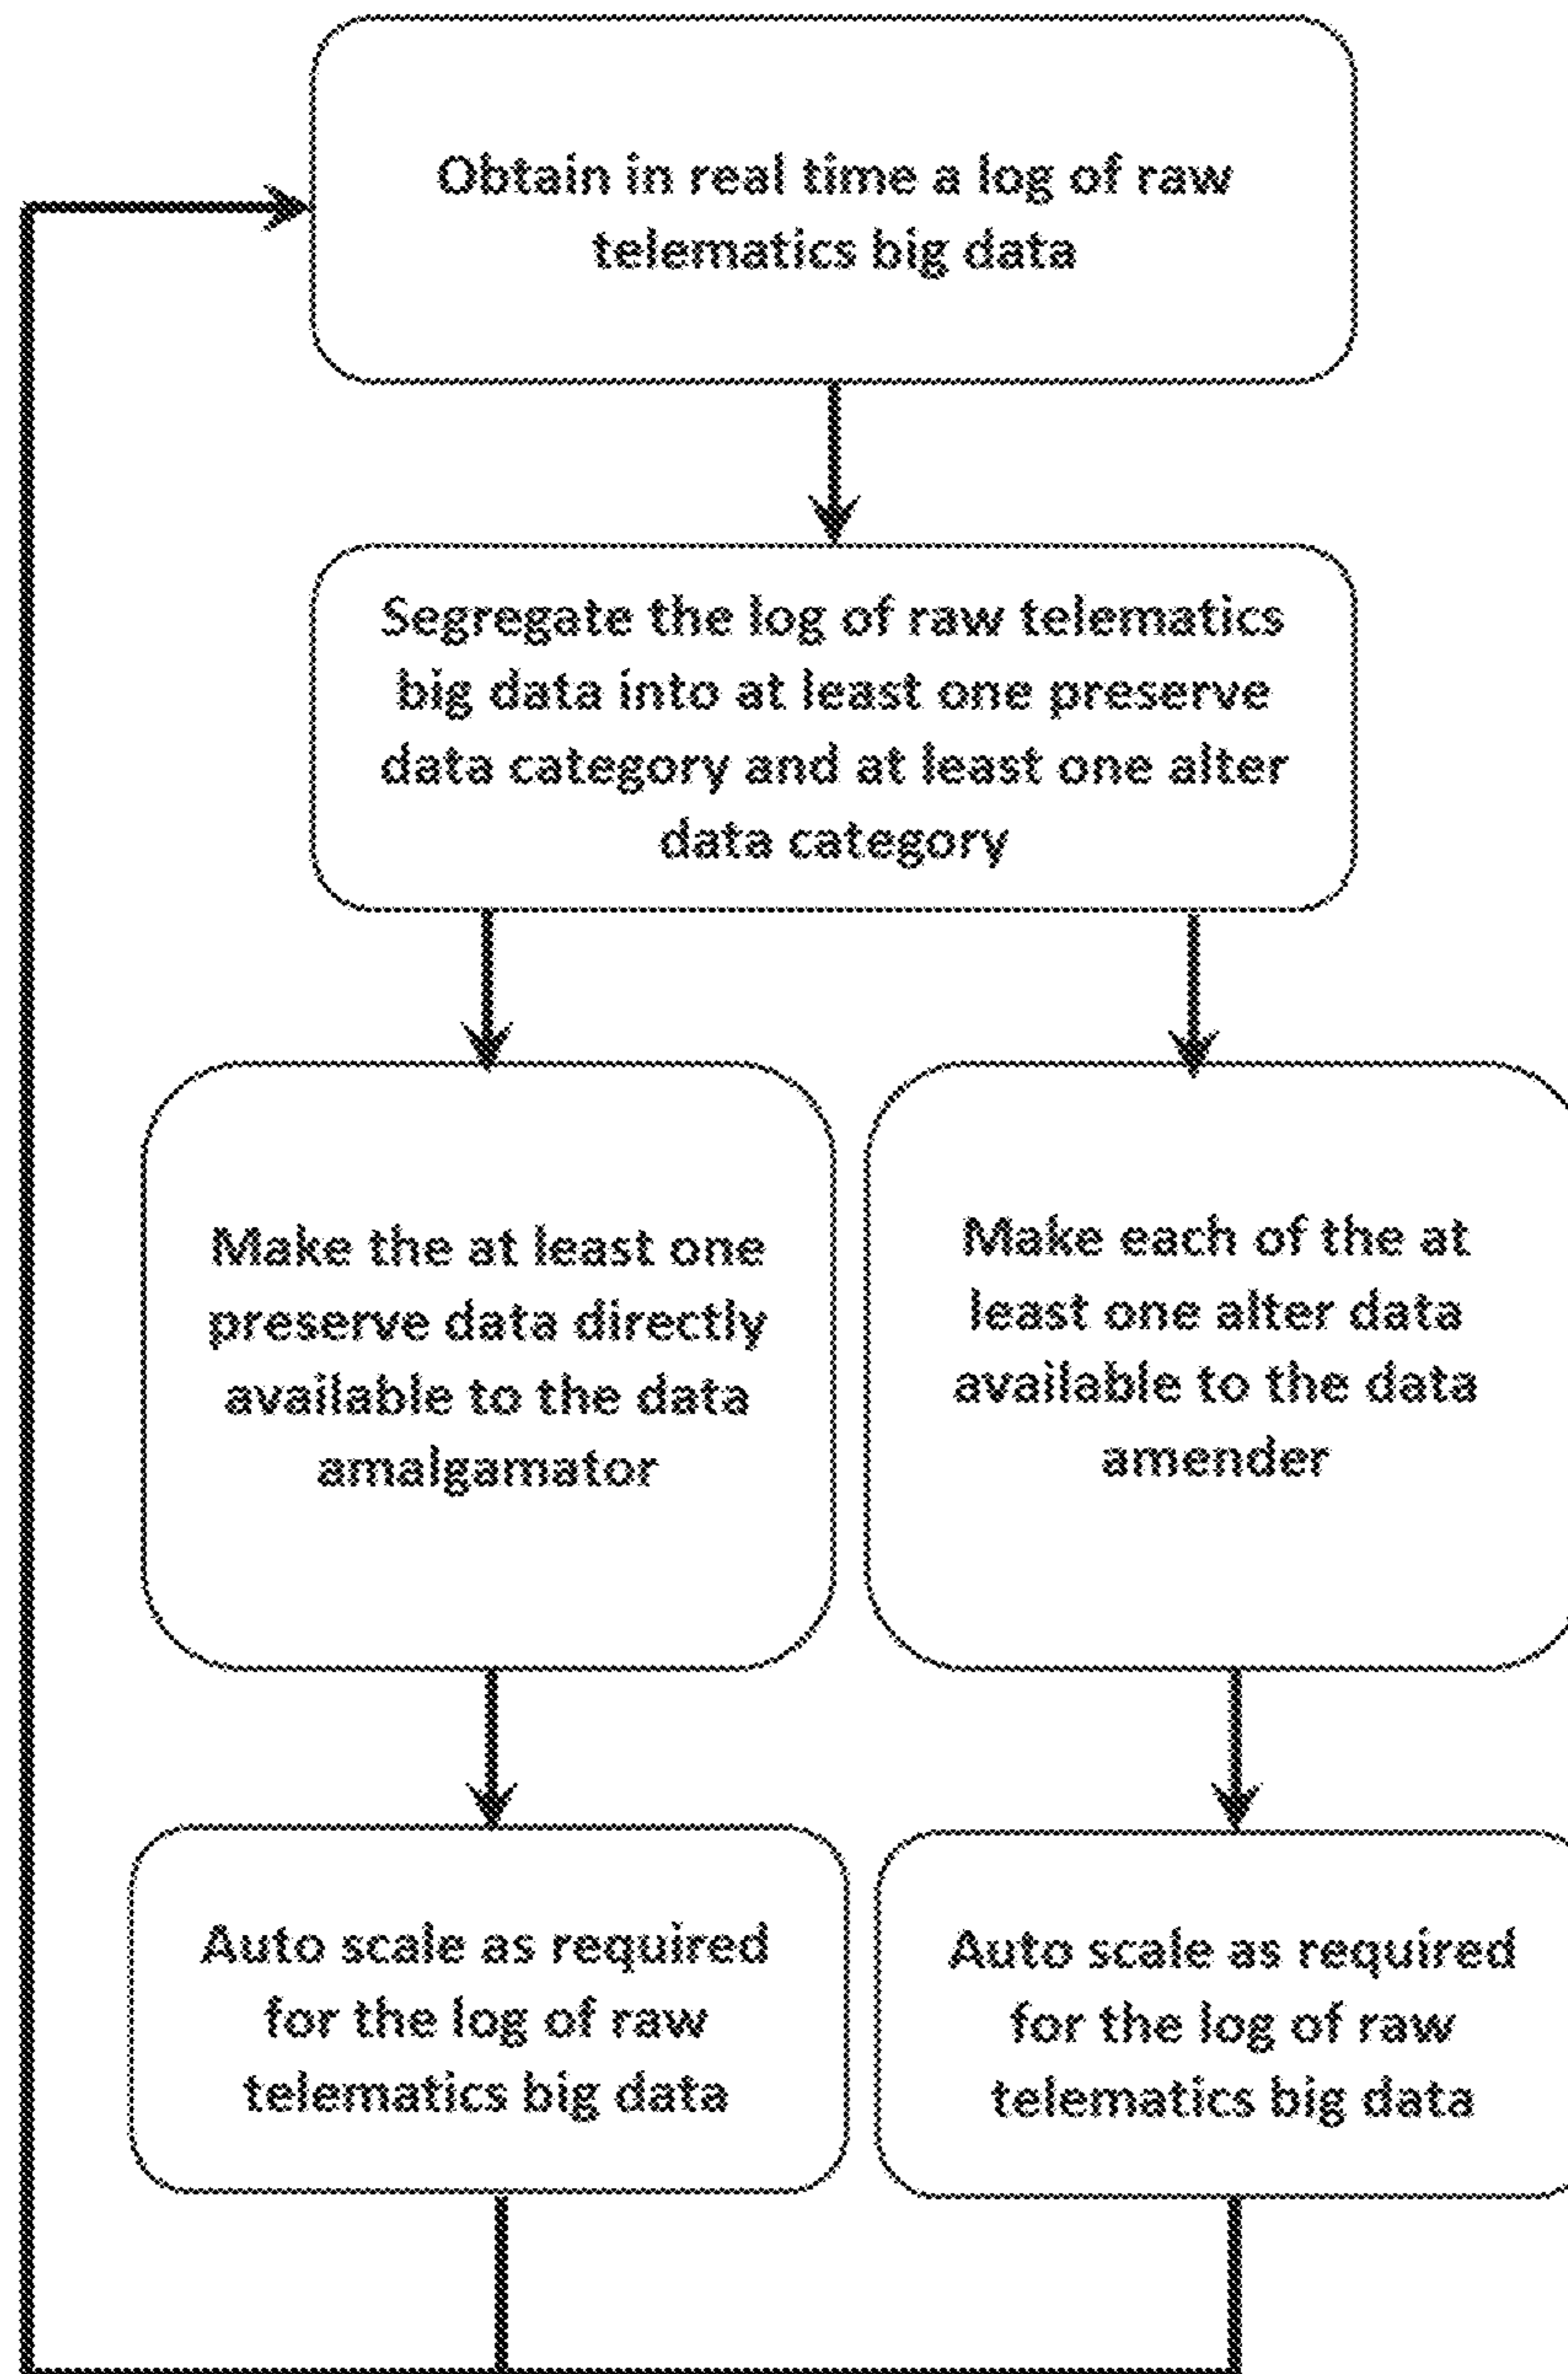 Obtain in real time a log of raw
telematics big data
Segregate the log of raw telematics
big data into at least one preserve
data category and at least one alter
data category
Make the at least one
preserve data directly
available to the data
amalgamator
Make each of the at
least one alter data
available to the data
amender
Auto scale as required
for the log of raw
telematics big data
Auto scale as required
for the log of raw
telematics big data